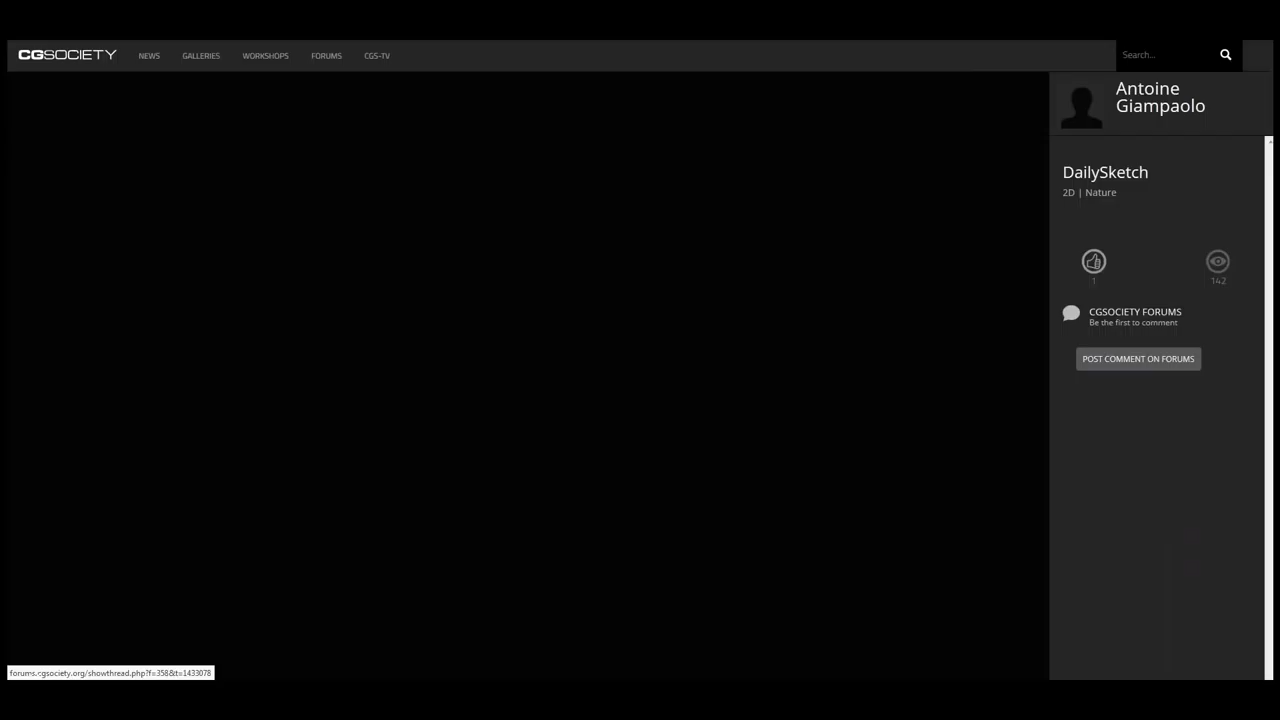 CGSOCIETY NEWS GALLERIES WORKSHOPS FORUMS CGS-TV Search...
Antoine
Giampaolo
DailySketch
2D | Nature
1 142
CGSOCIETY FORUMS
Be the first to comment
POST COMMENT ON FORUMS
forums.cgsociety.org/showthread.php?f=358&t=1433078